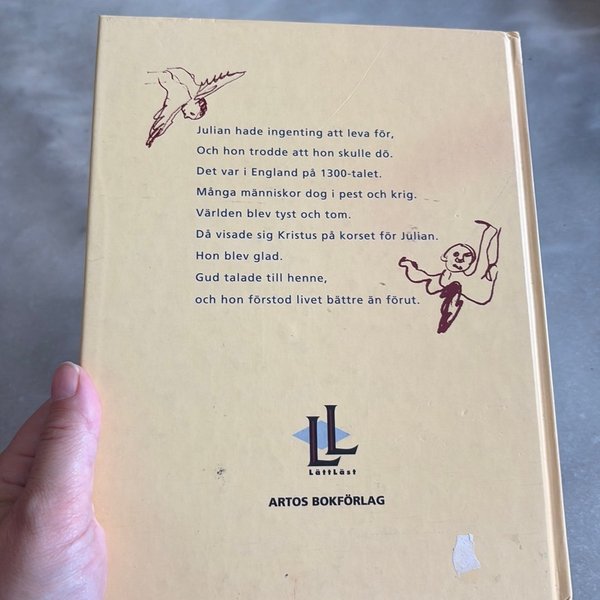 Julian hade ingenting att leva för,
Och hon trodde att hon skulle dö.
Det var i England på 1300-talet.
Många människor dog i pest och krig.
Världen blev tyst och tom.
Då visade sig Kristus på korset för Julian.
Hon blev glad.
Gud talade till henne,
och hon förstod livet bättre än förut.
LL
LättLäst
ARTOS BOKFÖRLAG